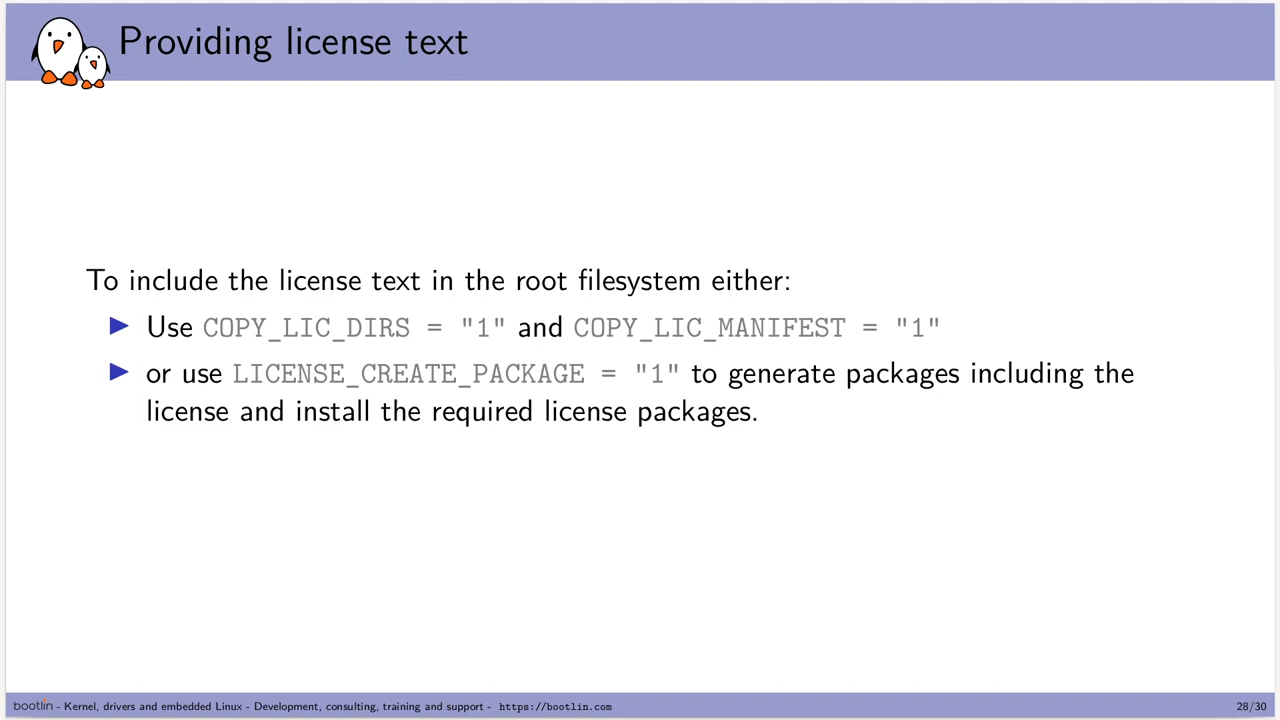 Providing license text
To include the license text in the root filesystem either:
Use COPY_LIC_DIRS = "1" and COPY_LIC_MANIFEST = "1"
or use LICENSE_CREATE_PACKAGE = "1" to generate packages including the
license and install the required license packages.
bootlin - Kernel, drivers and embedded Linux - Development, consulting, training and support - https://bootlin.com 28/30